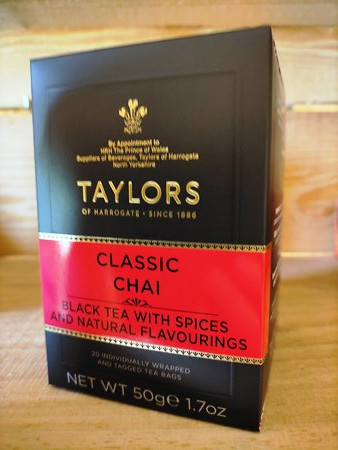 By Appointment to
HRH The Prince of Wales
Suppliers of Beverages, Taylors of Harrogate
North Yorkshire
TAYLORS
OF HARROGATE · SINCE 1886
CLASSIC
CHAI
BLACK TEA WITH SPICES
AND NATURAL FLAVOURINGS
20 INDIVIDUALLY WRAPPED
AND TAGGED TEA BAGS
NET WT 50g℮ 1.7oz